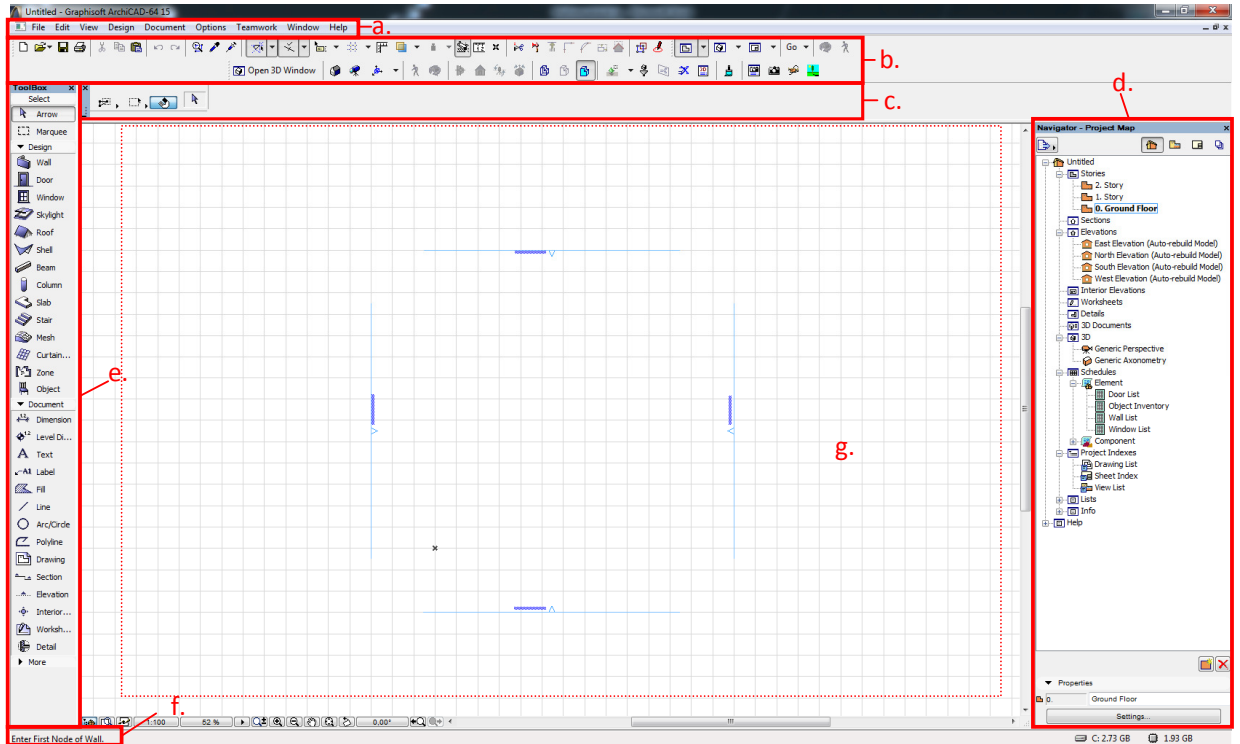 Untitled - Graphisoft ArchiCAD-64 15
File Edit View Design Document Options Teamwork Window Help
a.
Go
b.
Open 3D Window
ToolBox
Select
c.
d.
Arrow
Marquee
Design
Wall
Door
Window
Skylight
Roof
Shell
Beam
Column
Slab
Stair
Mesh
Curtain...
Zone
Object
e.
Document
Dimension
Level Di...
Text
Label
Fill
Line
Arc/Circle
Polyline
Drawing
Section
Elevation
Interior...
Worksh...
Detail
More
g.
Navigator - Project Map
Untitled
Stories
2. Story
1. Story
0. Ground Floor
Sections
Elevations
East Elevation (Auto-rebuild Model)
North Elevation (Auto-rebuild Model)
South Elevation (Auto-rebuild Model)
West Elevation (Auto-rebuild Model)
Interior Elevations
Worksheets
Details
3D Documents
3D
Generic Perspective
Generic Axonometry
Schedules
Element
Door List
Object Inventory
Wall List
Window List
Component
Project Indexes
Drawing List
Sheet Index
View List
Lists
Info
Help
Properties
0. Ground Floor
Settings...
f.
1:100 52 % 0.00°
Enter First Node of Wall.
C: 2.73 GB 1.93 GB